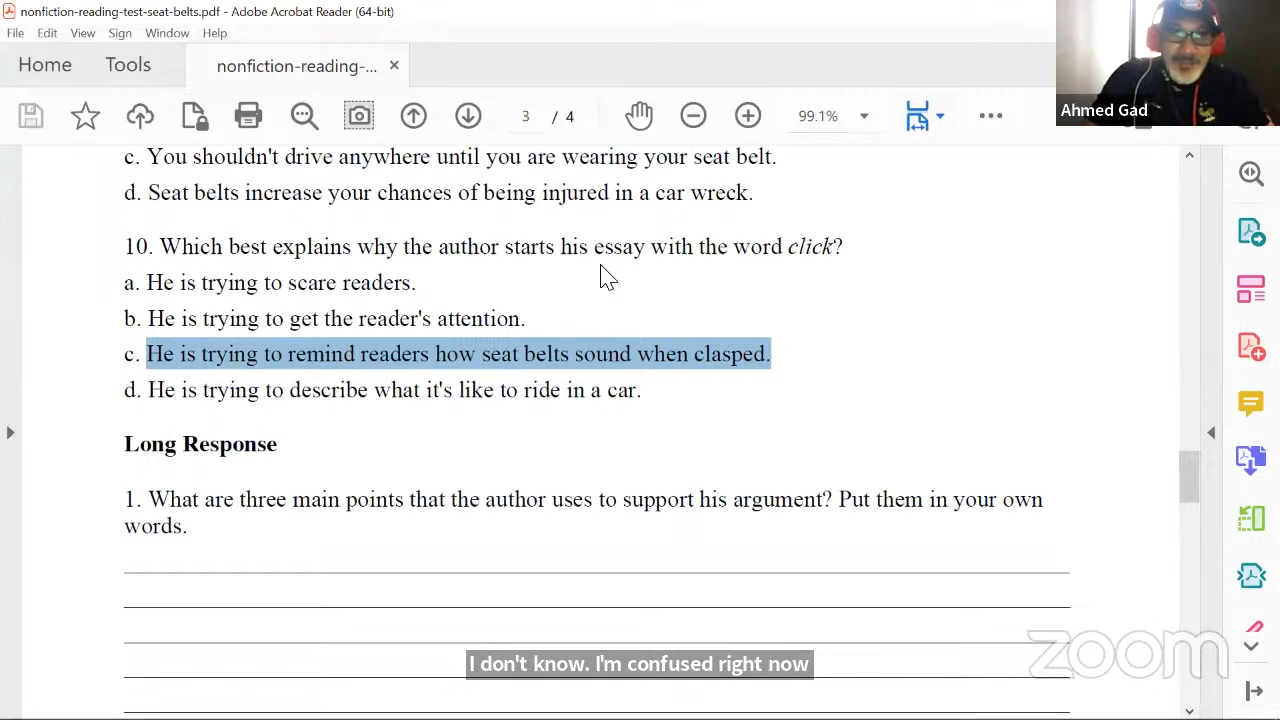 nonfiction-reading-test-seat-belts.pdf - Adobe Acrobat Reader (64-bit)
File Edit View Sign Window Help
Home Tools nonfiction-reading-... ×
3 / 4 99.1%
Ahmed Gad
c. You shouldn't drive anywhere until you are wearing your seat belt.
d. Seat belts increase your chances of being injured in a car wreck.
10. Which best explains why the author starts his essay with the word click?
a. He is trying to scare readers.
b. He is trying to get the reader's attention.
c. He is trying to remind readers how seat belts sound when clasped.
d. He is trying to describe what it's like to ride in a car.
Long Response
1. What are three main points that the author uses to support his argument? Put them in your own
words.
I don't know. I'm confused right now
zoom